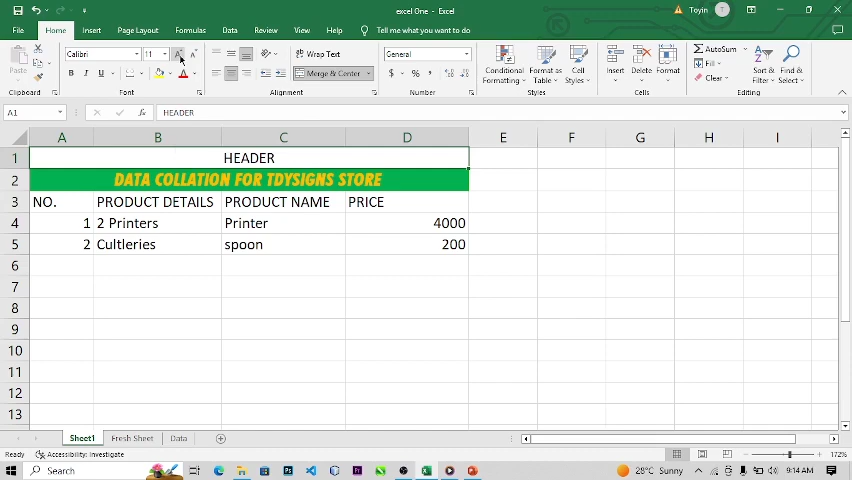 excel One - Excel
Toyin T
File Home Insert Page Layout Formulas Data Review View Help Tell me what you want to do
Paste
Calibri 11
B I U
Wrap Text
Merge & Center
General
$ %
Conditional Formatting
Format as Table
Cell Styles
Insert Delete Format
AutoSum
Fill
Clear
Sort & Filter
Find & Select
Clipboard Font Alignment Number Styles Cells Editing
A1 fx HEADER
A B C D E F G H I
1 HEADER
2 DATA COLLATION FOR TDYSIGNS STORE
3 NO. PRODUCT DETAILS PRODUCT NAME PRICE
4 1 2 Printers Printer 4000
5 2 Cultleries spoon 200
6
7
8
9
10
11
12
13
Sheet1 Fresh Sheet Data
Ready Accessibility: Investigate 172%
Search 28°C Sunny 9:14 AM